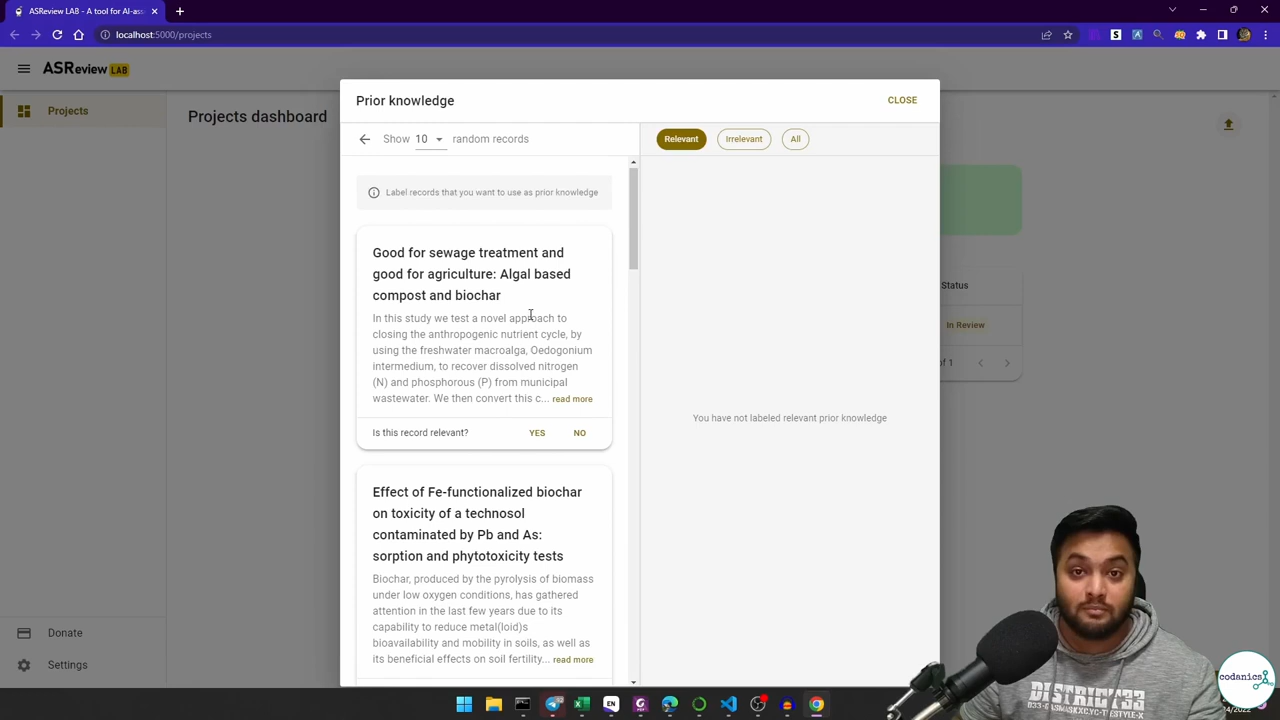 ASReview LAB - A tool for AI-ass
localhost:5000/projects
ASReview LAB
Projects
Projects dashboard
Donate
Settings
Prior knowledge
CLOSE
Show 10 random records
Label records that you want to use as prior knowledge
Good for sewage treatment and
good for agriculture: Algal based
compost and biochar
In this study we test a novel approach to
closing the anthropogenic nutrient cycle, by
using the freshwater macroalga, Oedogonium
intermedium, to recover dissolved nitrogen
(N) and phosphorous (P) from municipal
wastewater. We then convert this c... read more
Is this record relevant? YES NO
Effect of Fe-functionalized biochar
on toxicity of a technosol
contaminated by Pb and As:
sorption and phytotoxicity tests
Biochar, produced by the pyrolysis of biomass
under low oxygen conditions, has gathered
attention in the last few years due to its
capability to reduce metal(loid)s
bioavailability and mobility in soils, as well as
its beneficial effects on soil fertility... read more
Relevant Irrelevant All
You have not labeled relevant prior knowledge
Status
In Review
of 1
DISTRICT33
codanics
EN